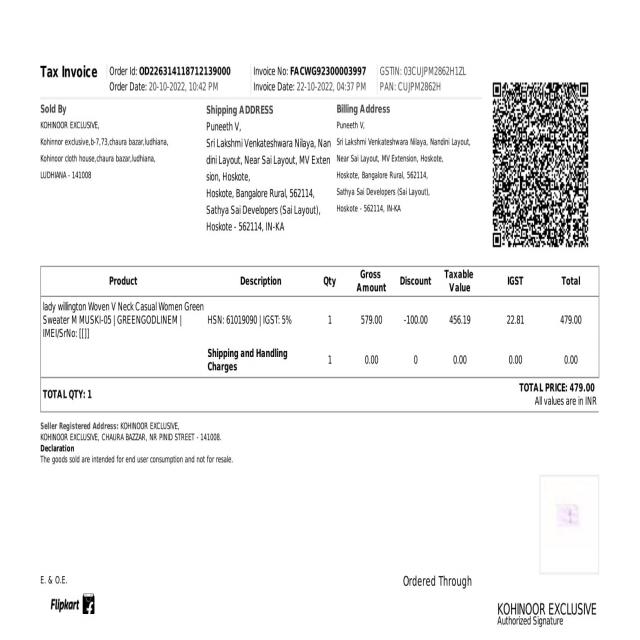 Tax Invoice
Order Id: OD226314118712139000
Order Date: 20-10-2022, 10:42 PM
Invoice No: FACWG92300003997
Invoice Date: 22-10-2022, 04:37 PM
GSTIN: 03CUJPM2862H1ZL
PAN: CUJPM2862H
Sold By
KOHINOOR EXCLUSIVE,
Kohinnor exclusive,b-7,73,chaura bazar,ludhiana,
Kohinoor cloth house,chaura bazar,ludhiana,
LUDHIANA - 141008
Shipping ADDRESS
Puneeth V,
Sri Lakshmi Venkateshwara Nilaya, Nan
dini Layout, Near Sai Layout, MV Exten
sion, Hoskote,
Hoskote, Bangalore Rural, 562114,
Sathya Sai Developers (Sai Layout),
Hoskote - 562114, IN-KA
Billing Address
Puneeth V,
Sri Lakshmi Venkateshwara Nilaya, Nandini Layout,
Near Sai Layout, MV Extension, Hoskote,
Hoskote, Bangalore Rural, 562114,
Sathya Sai Developers (Sai Layout),
Hoskote - 562114, IN-KA
Product Description Qty Gross Amount Discount Taxable Value IGST Total
lady willington Woven V Neck Casual Women Green
Sweater M MUSKI-05 | GREENGODLINEM |
IMEI/SrNo: [[]]
HSN: 61019090 | IGST: 5% 1 579.00 -100.00 456.19 22.81 479.00
Shipping and Handling
Charges
1 0.00 0 0.00 0.00 0.00
TOTAL QTY: 1
TOTAL PRICE: 479.00
All values are in INR
Seller Registered Address: KOHINOOR EXCLUSIVE,
KOHINOOR EXCLUSIVE, CHAURA BAZZAR, NR PINID STREET - 141008.
Declaration
The goods sold are intended for end user consumption and not for resale.
E. & O.E.
Ordered Through
Flipkart
KOHINOOR EXCLUSIVE
Authorized Signature